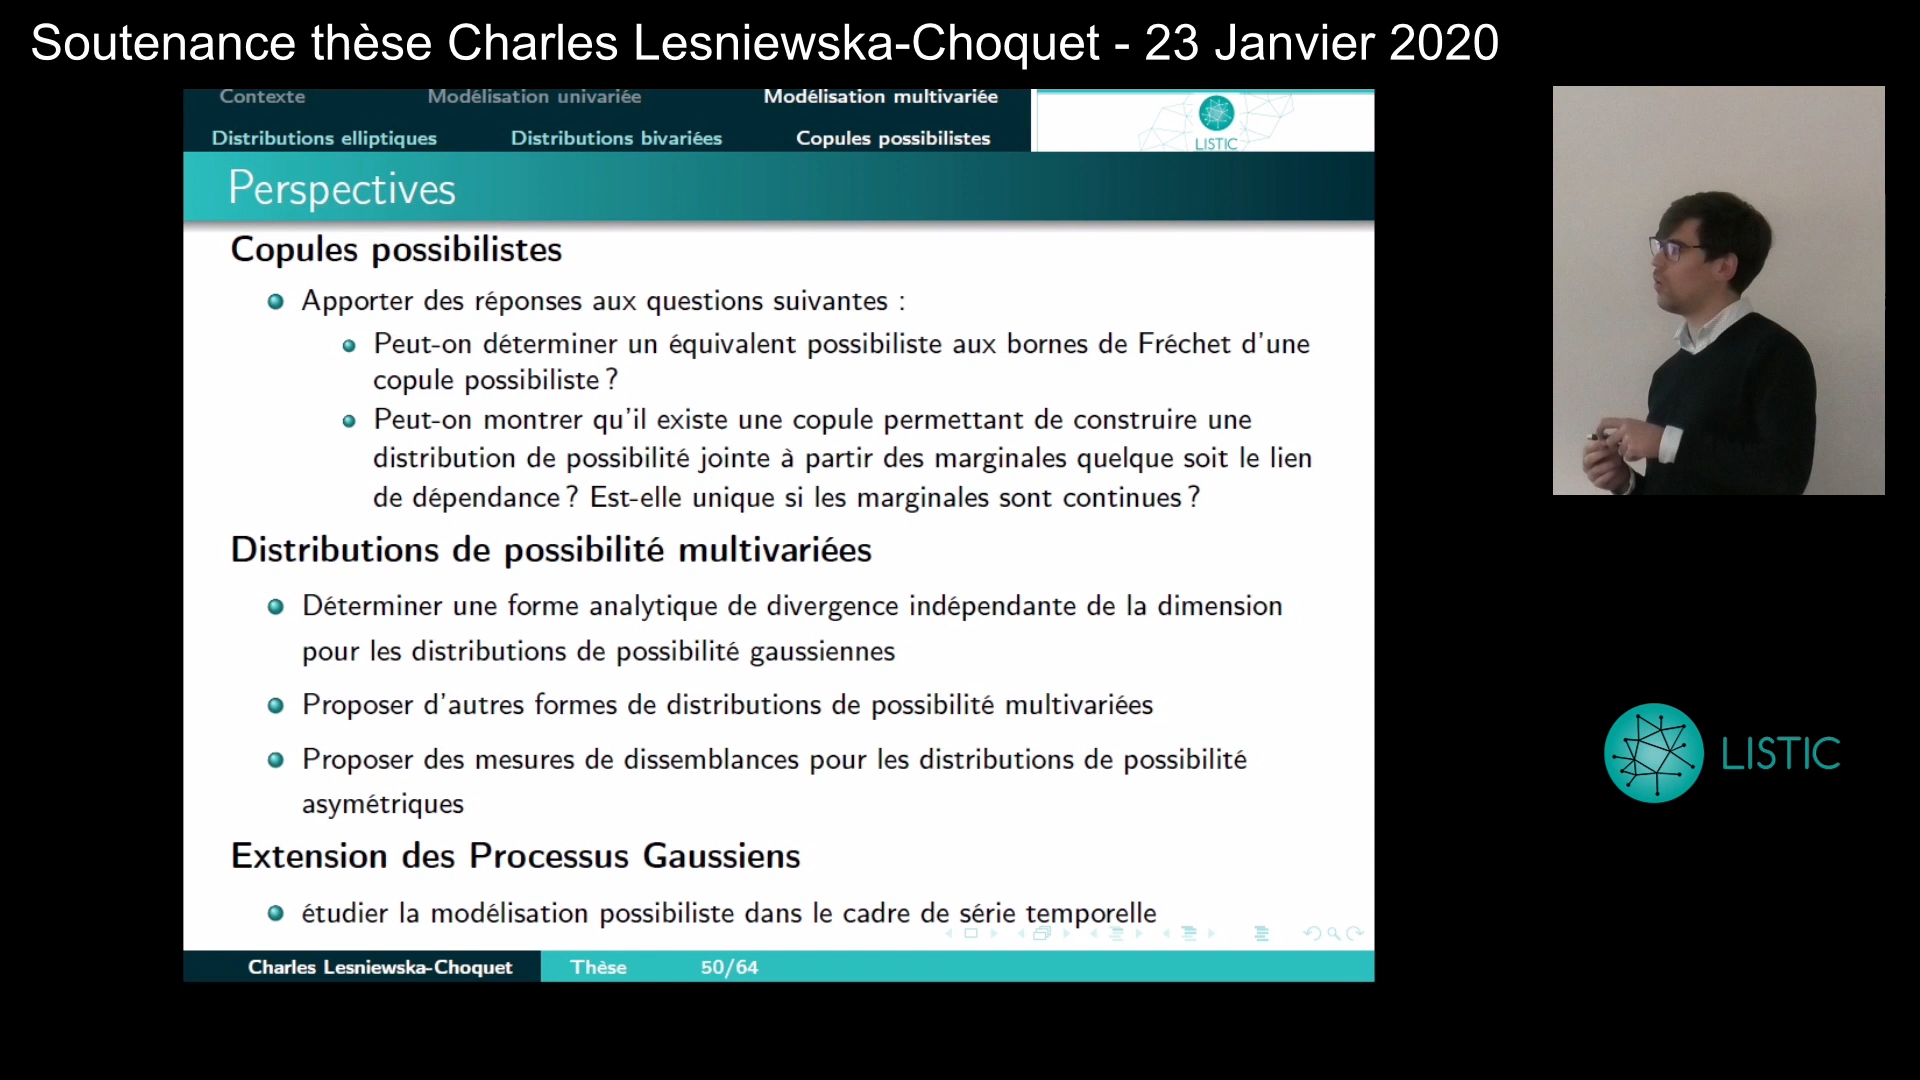 Soutenance thèse Charles Lesniewska-Choquet - 23 Janvier 2020
Contexte Modélisation univariée Modélisation multivariée
Distributions elliptiques Distributions bivariées Copules possibilistes
LISTIC
Perspectives
Copules possibilistes
Apporter des réponses aux questions suivantes :
Peut-on déterminer un équivalent possibiliste aux bornes de Fréchet d'une
copule possibiliste ?
Peut-on montrer qu'il existe une copule permettant de construire une
distribution de possibilité jointe à partir des marginales quelque soit le lien
de dépendance ? Est-elle unique si les marginales sont continues ?
Distributions de possibilité multivariées
Déterminer une forme analytique de divergence indépendante de la dimension
pour les distributions de possibilité gaussiennes
Proposer d'autres formes de distributions de possibilité multivariées
Proposer des mesures de dissemblances pour les distributions de possibilité
asymétriques
Extension des Processus Gaussiens
étudier la modélisation possibiliste dans le cadre de série temporelle
Charles Lesniewska-Choquet Thèse 50/64
LISTIC